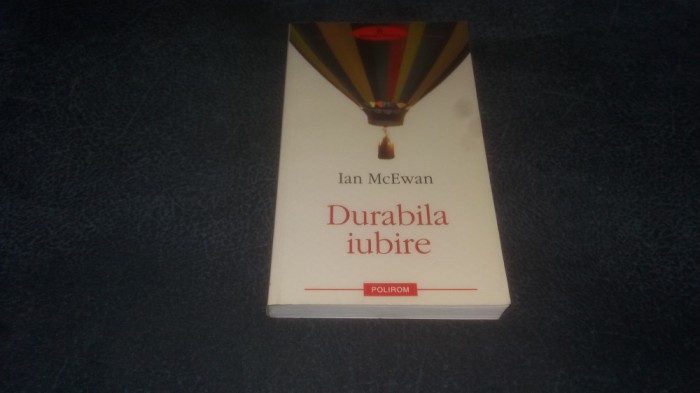 Ian McEwan
Durabila
iubire
POLIROM